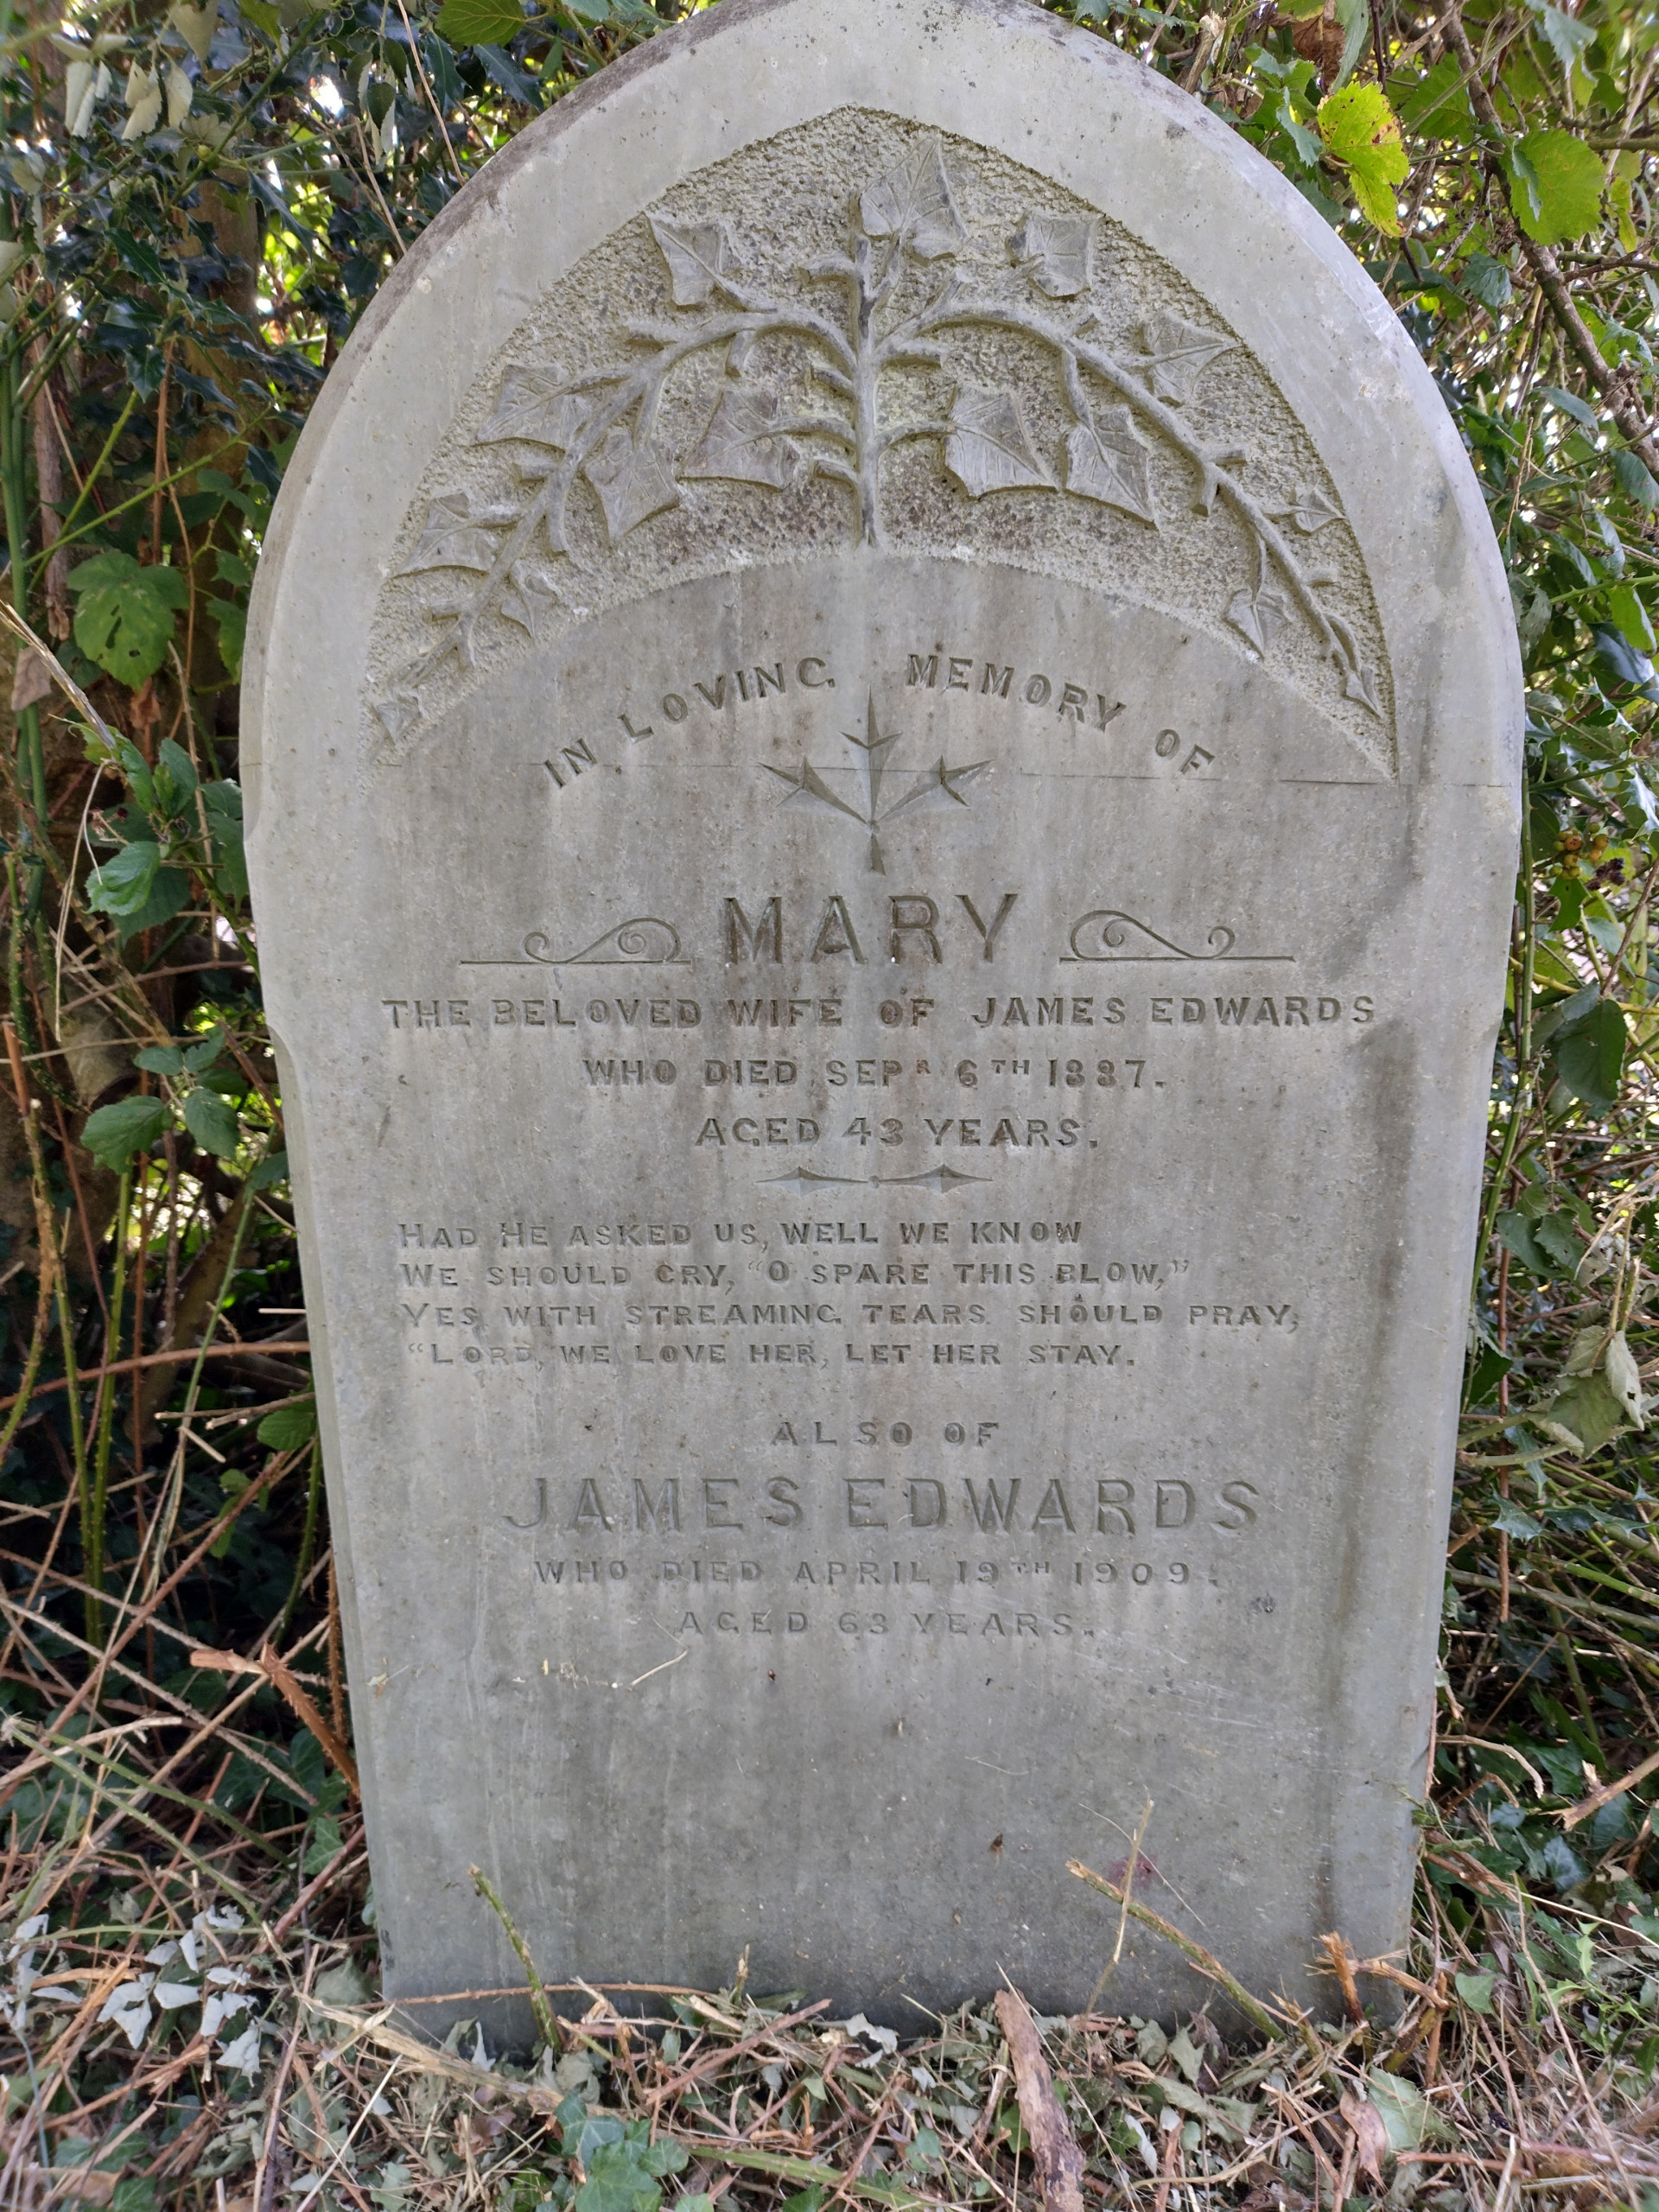 IN LOVING MEMORY OF
MARY
THE BELOVED WIFE OF JAMES EDWARDS
WHO DIED SEPR 6TH 1887.
AGED 43 YEARS.
HAD HE ASKED US, WELL WE KNOW
WE SHOULD CRY, "O SPARE THIS BLOW,"
YES WITH STREAMING TEARS SHOULD PRAY,
"LORD, WE LOVE HER, LET HER STAY.
ALSO OF
JAMES EDWARDS
WHO DIED APRIL 19TH 1909.
AGED 63 YEARS.